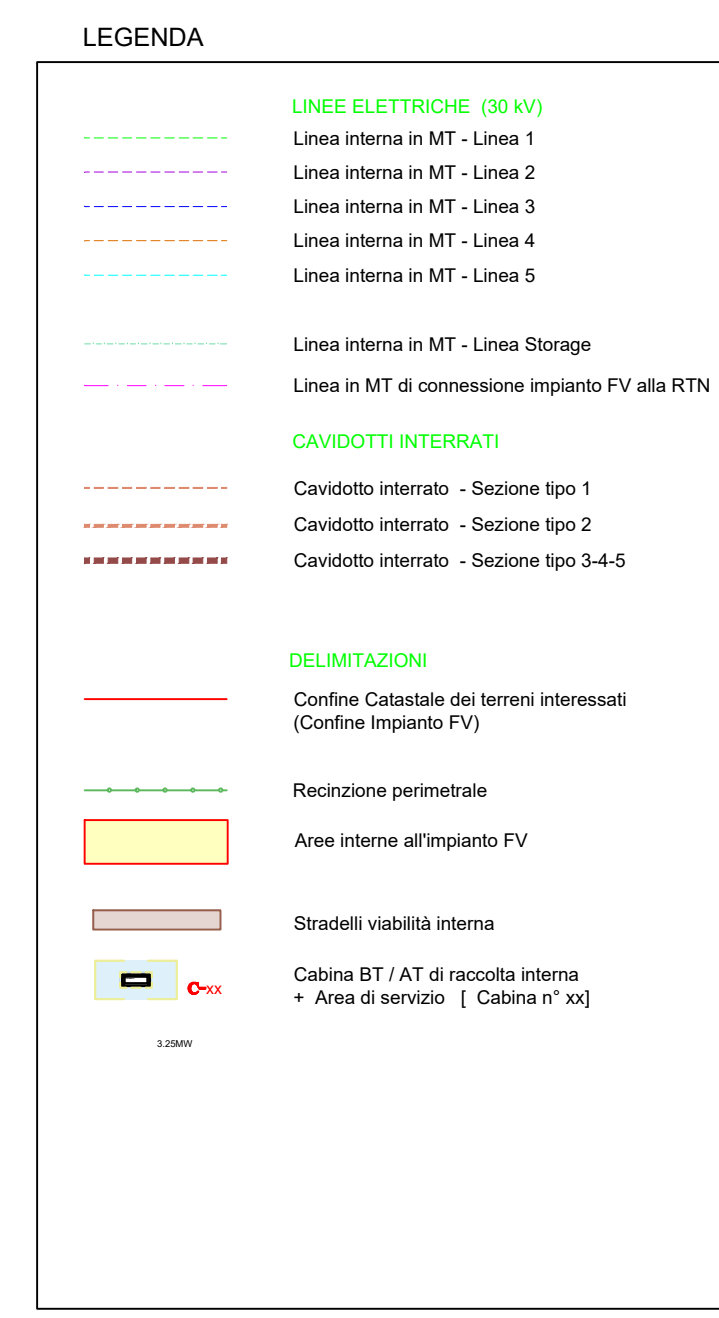 LEGENDA
LINEE ELETTRICHE (30 kV)
Linea interna in MT - Linea 1
Linea interna in MT - Linea 2
Linea interna in MT - Linea 3
Linea interna in MT - Linea 4
Linea interna in MT - Linea 5
Linea interna in MT - Linea Storage
Linea in MT di connessione impianto FV alla RTN
CAVIDOTTI INTERRATI
Cavidotto interrato - Sezione tipo 1
Cavidotto interrato - Sezione tipo 2
Cavidotto interrato - Sezione tipo 3-4-5
DELIMITAZIONI
Confine Catastale dei terreni interessati
(Confine Impianto FV)
Recinzione perimetrale
Aree interne all'impianto FV
Stradelli viabilità interna
Cabina BT / AT di raccolta interna
C-xx
+ Area di servizio [ Cabina n° xx]
3.25MW